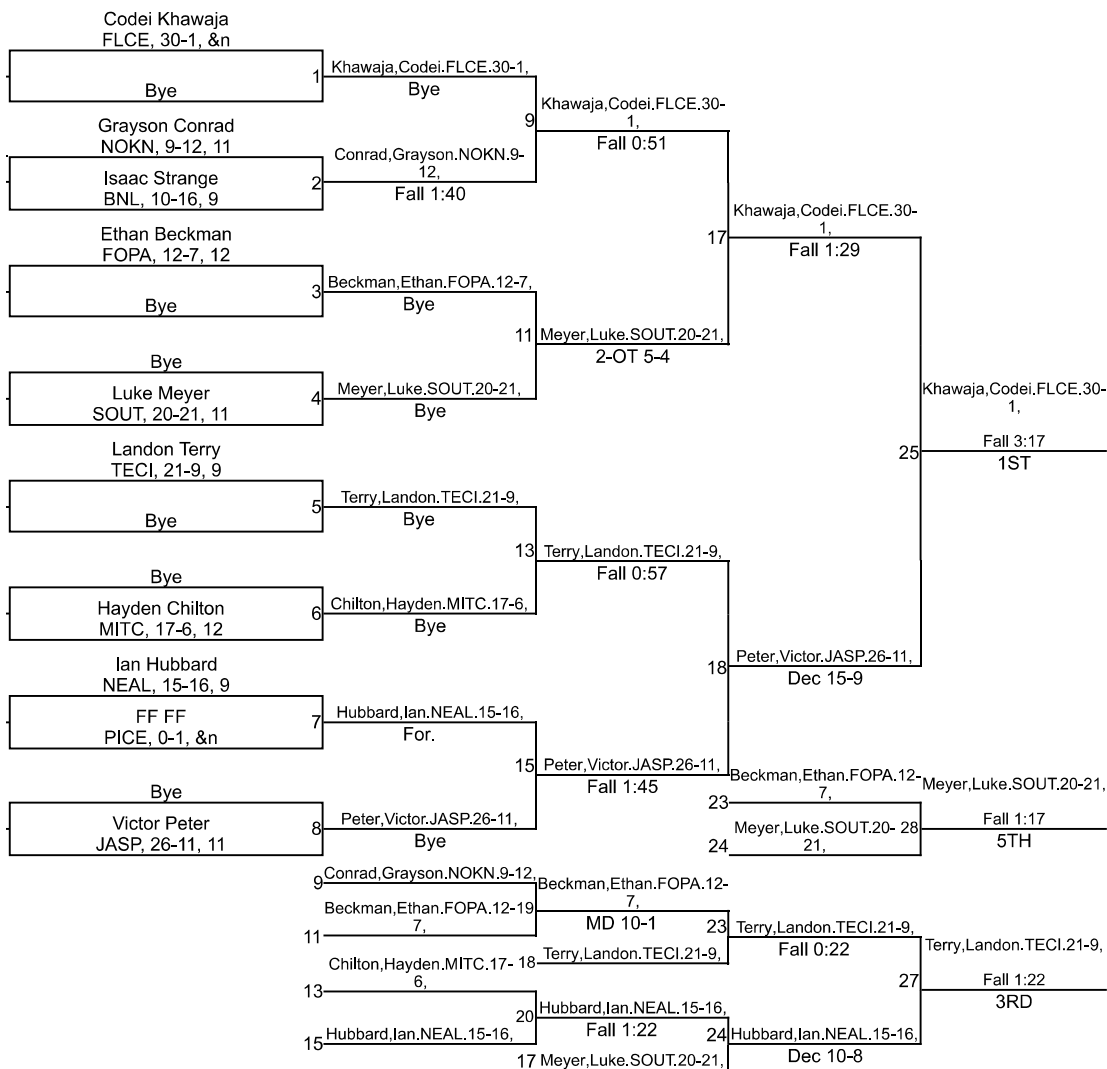 Codei Khawaja
FLCE, 30-1, &n
Bye
1
Khawaja,Codei.FLCE.30-1,
Bye
Grayson Conrad
NOKN, 9-12, 11
Isaac Strange
BNL, 10-16, 9
2
Conrad,Grayson.NOKN.9-
12,
Fall 1:40
9
Khawaja,Codei.FLCE.30-
1,
Fall 0:51
Ethan Beckman
FOPA, 12-7, 12
Bye
3
Beckman,Ethan.FOPA.12-7,
Bye
Bye
Luke Meyer
SOUT, 20-21, 11
4
Meyer,Luke.SOUT.20-21,
Bye
11
Meyer,Luke.SOUT.20-21,
2-OT 5-4
17
Khawaja,Codei.FLCE.30-
1,
Fall 1:29
Landon Terry
TECI, 21-9, 9
Bye
5
Terry,Landon.TECI.21-9,
Bye
Bye
Hayden Chilton
MITC, 17-6, 12
6
Chilton,Hayden.MITC.17-6,
Bye
13
Terry,Landon.TECI.21-9,
Fall 0:57
Ian Hubbard
NEAL, 15-16, 9
FF FF
PICE, 0-1, &n
7
Hubbard,Ian.NEAL.15-16,
For.
Bye
Victor Peter
JASP, 26-11, 11
8
Peter,Victor.JASP.26-11,
Bye
15
Peter,Victor.JASP.26-11,
Fall 1:45
18
Peter,Victor.JASP.26-11,
Dec 15-9
25
Khawaja,Codei.FLCE.30-
1,
Fall 3:17
1ST
23
Beckman,Ethan.FOPA.12-
7,
24
Meyer,Luke.SOUT.20-
21,
28
Meyer,Luke.SOUT.20-21,
Fall 1:17
5TH
9
Conrad,Grayson.NOKN.9-12,
11
Beckman,Ethan.FOPA.12-
7,
19
Beckman,Ethan.FOPA.12-
7,
MD 10-1
18
Terry,Landon.TECI.21-9,
23
Terry,Landon.TECI.21-9,
Fall 0:22
13
Chilton,Hayden.MITC.17-
6,
15
Hubbard,Ian.NEAL.15-16,
20
Hubbard,Ian.NEAL.15-16,
Fall 1:22
17
Meyer,Luke.SOUT.20-21,
24
Hubbard,Ian.NEAL.15-16,
Dec 10-8
27
Terry,Landon.TECI.21-9,
Fall 1:22
3RD